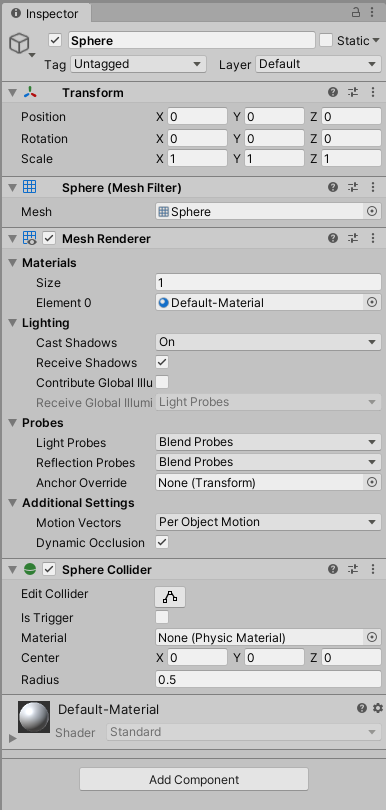 Inspector
Sphere Static
Tag Untagged Layer Default
Transform
Position X 0 Y 0 Z 0
Rotation X 0 Y 0 Z 0
Scale X 1 Y 1 Z 1
Sphere (Mesh Filter)
Mesh Sphere
Mesh Renderer
Materials
Size 1
Element 0 Default-Material
Lighting
Cast Shadows On
Receive Shadows
Contribute Global Illu
Receive Global Illumi Light Probes
Probes
Light Probes Blend Probes
Reflection Probes Blend Probes
Anchor Override None (Transform)
Additional Settings
Motion Vectors Per Object Motion
Dynamic Occlusion
Sphere Collider
Edit Collider
Is Trigger
Material None (Physic Material)
Center X 0 Y 0 Z 0
Radius 0.5
Default-Material
Shader Standard
Add Component